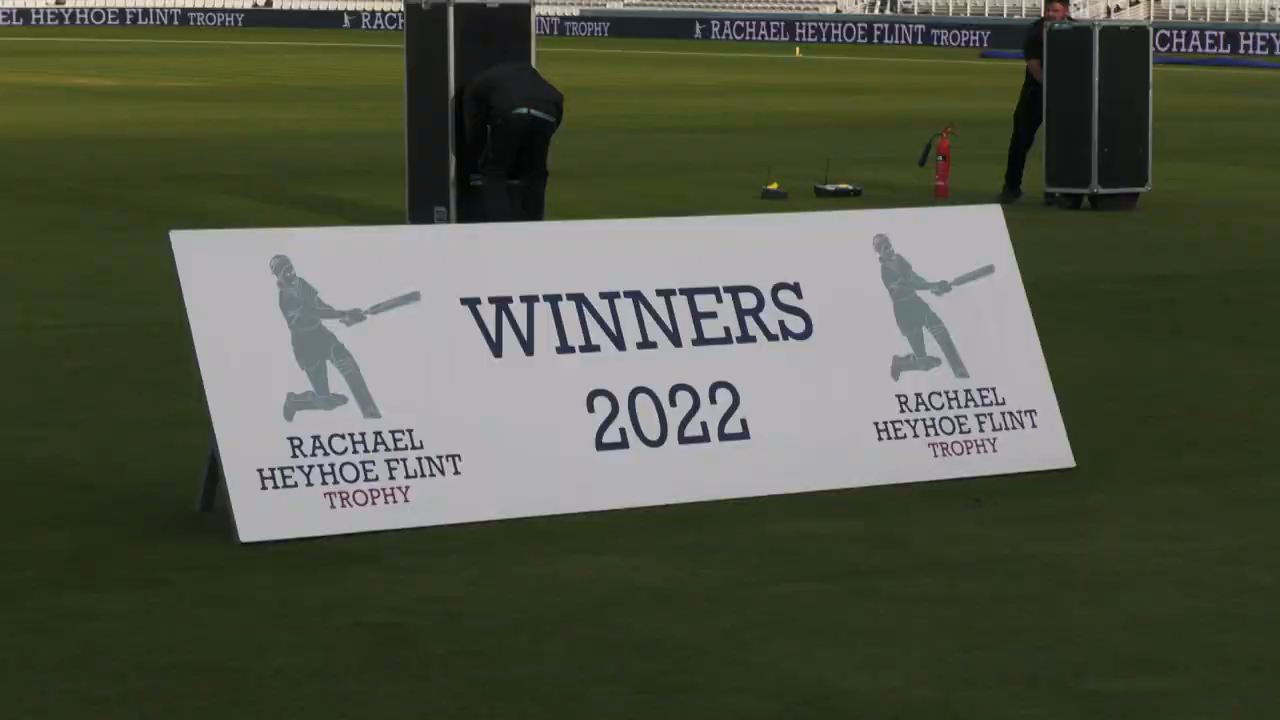 EL HEYHOE FLINT TROPHY
RACH
INT TROPHY
RACHAEL HEYHOE FLINT TROPHY
CHAEL HEY
WINNERS
2022
RACHAEL
HEYHOE FLINT
TROPHY
RACHAEL
HEYHOE FLINT
TROPHY